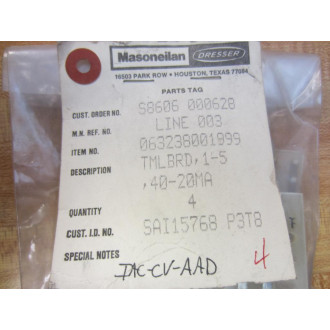 Masoneilan DRESSER
16503 PARK ROW • HOUSTON, TEXAS 77084
PARTS TAG
CUST. ORDER NO. S8606 000628
M.N. REF. NO. LINE 003
ITEM NO. 063238001999
DESCRIPTION TMLBRD,1-5
,40-20MA
QUANTITY 4
CUST. I.D. NO. SAI15768 P3T8
SPECIAL NOTES
IAC-CV-AAD 4